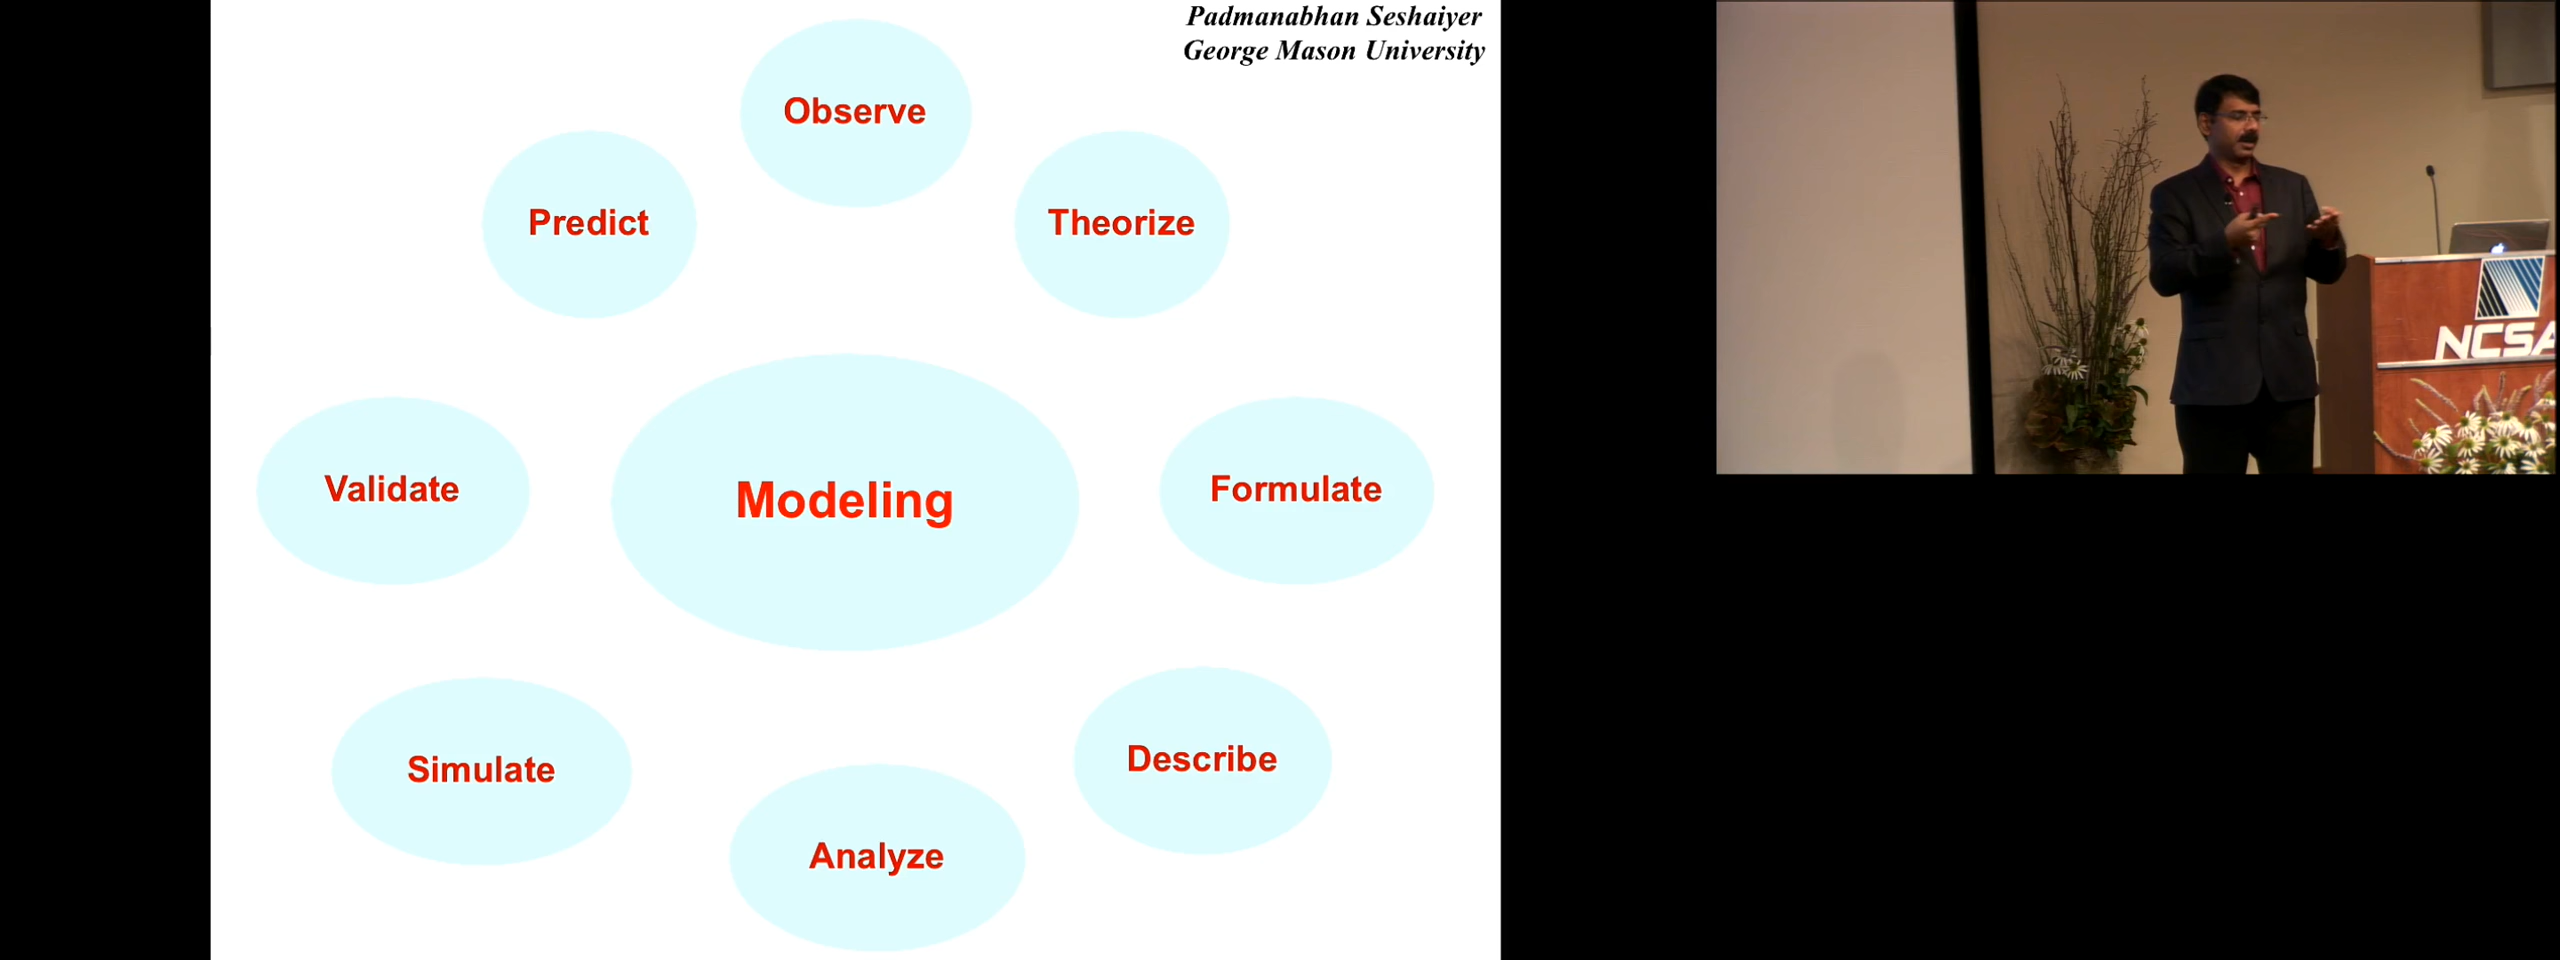 Padmanabhan Seshaiyer
George Mason University
Observe
Predict
Theorize
Modeling
Validate
Formulate
Simulate
Describe
Analyze
NCSA